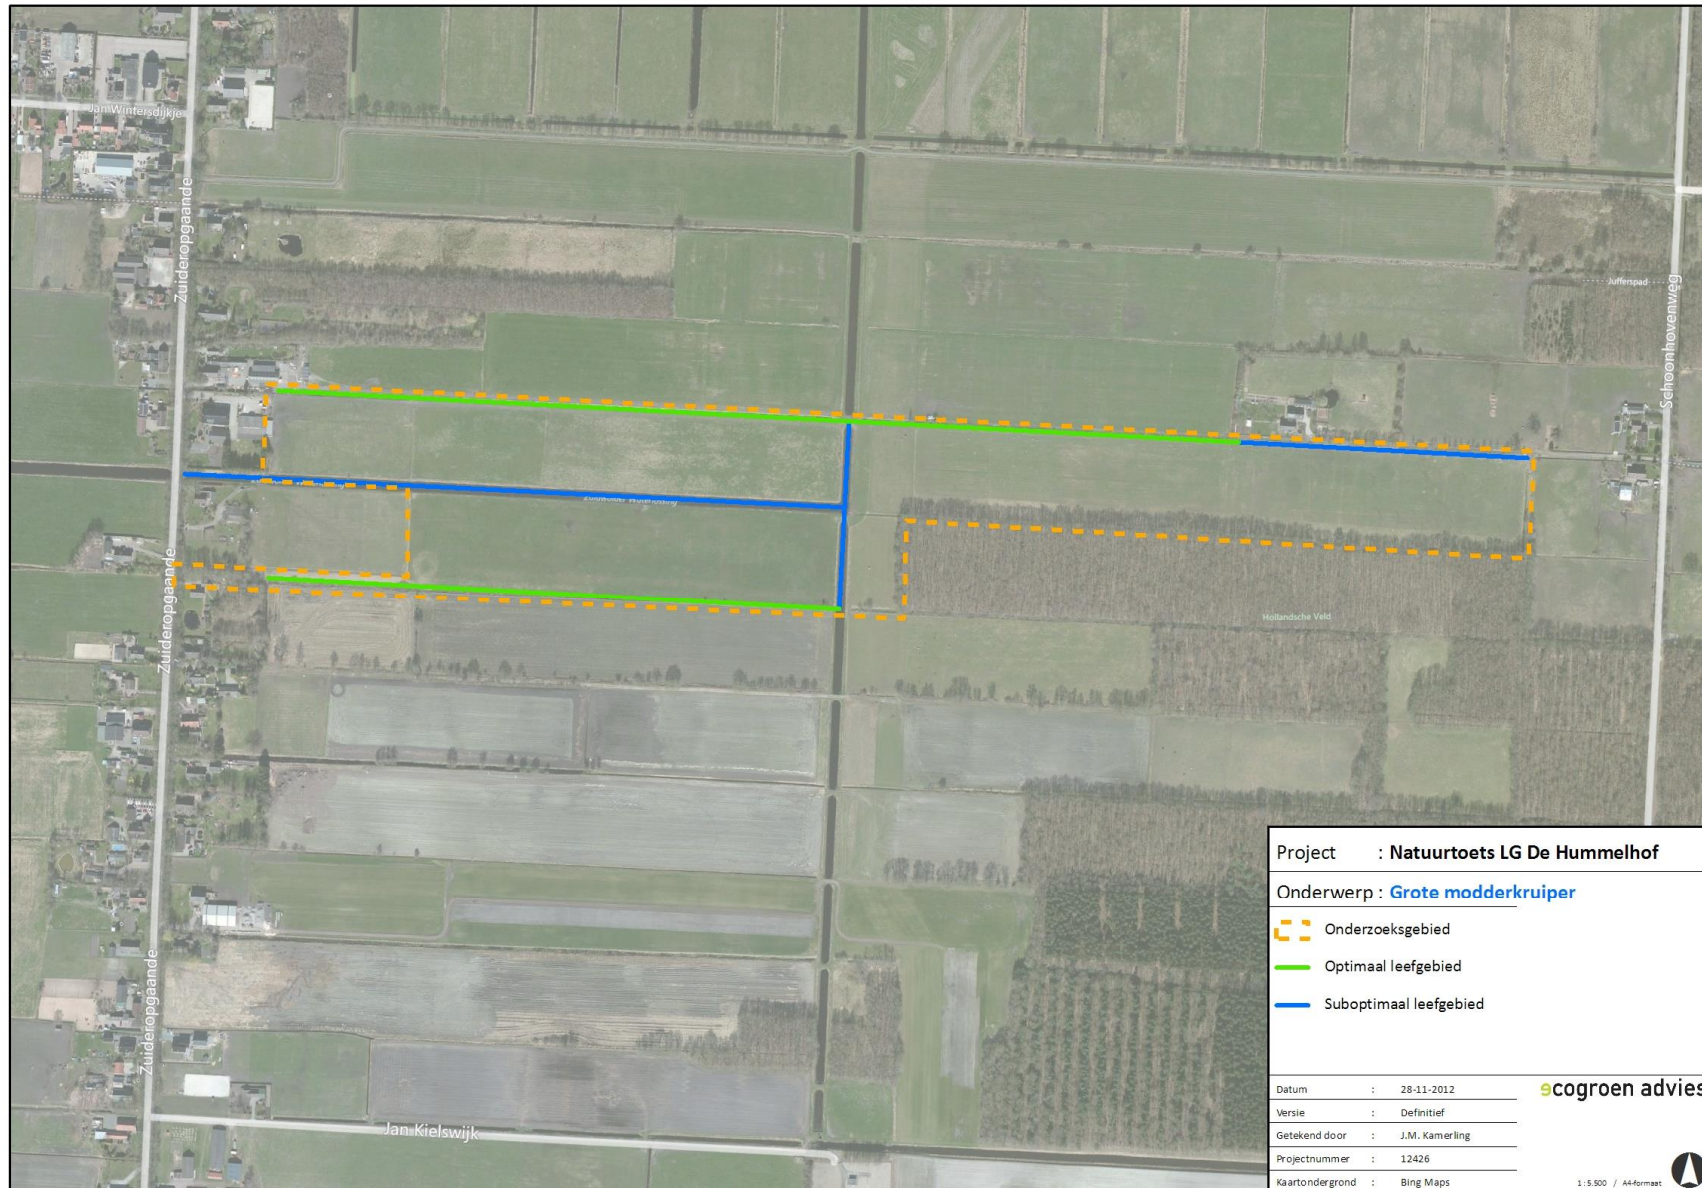 Jan Wintersdijkje
Zuideropgaande
Jufferspad
Schoonhovenweg
Zuideropgaande
Hollandsche Veld
Zuideropgaande
Jan Kielswijk
Project : Natuurtoets LG De Hummelhof
Onderwerp : Grote modderkruiper
Onderzoeksgebied
Optimaal leefgebied
Suboptimaal leefgebied
Datum : 28-11-2012
ecogroen advies
Versie : Definitief
Getekend door : J.M. Kamerling
Projectnummer : 12426
Kaartondergrond : Bing Maps
1 : 5.500 / A4-formaat